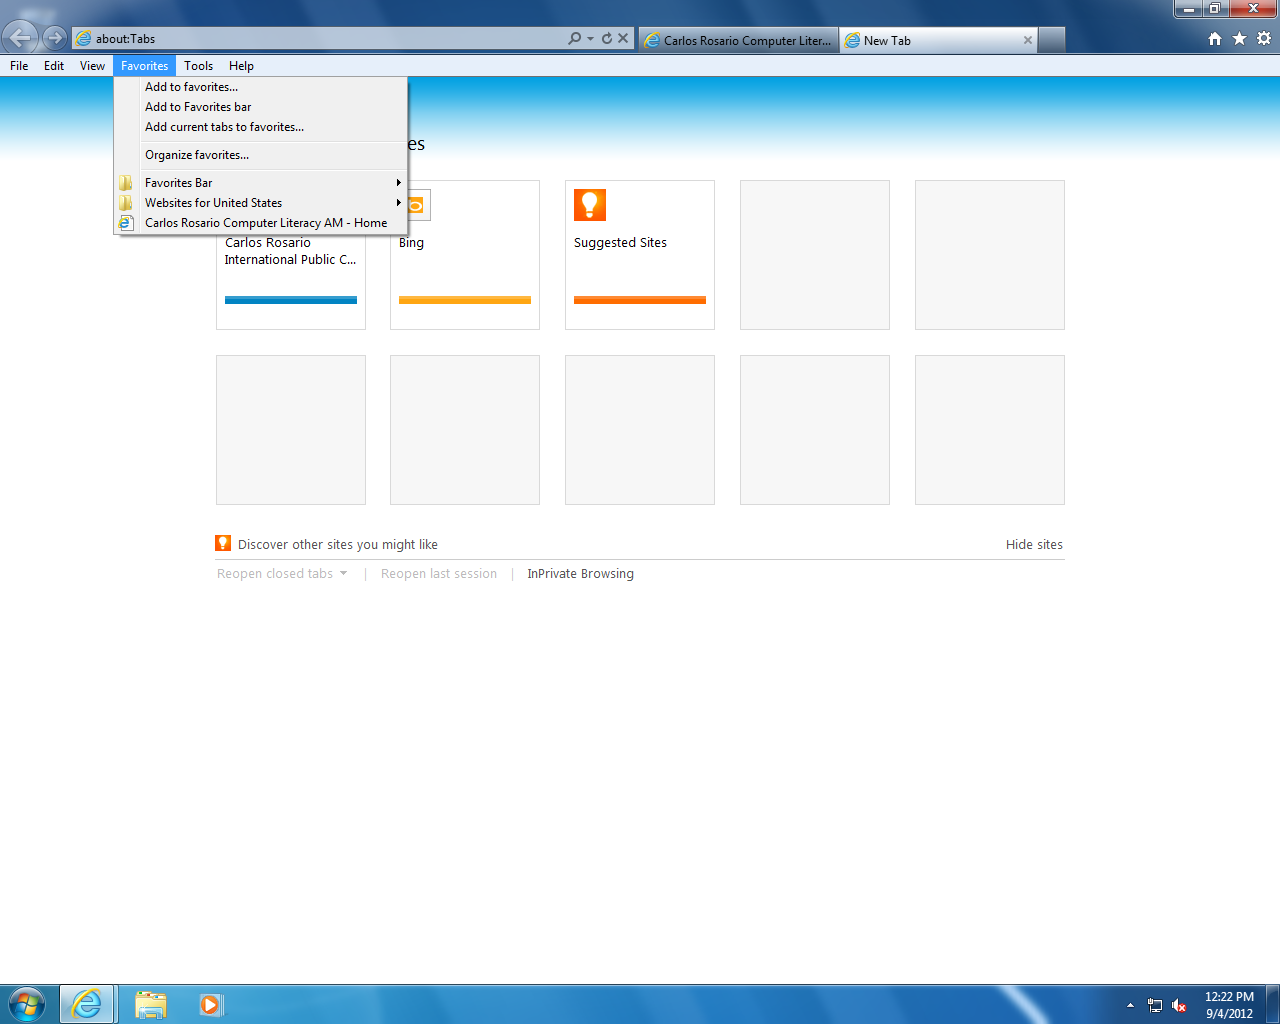 about:Tabs
Carlos Rosario Computer Liter...
New Tab
File Edit View Favorites Tools Help
Add to favorites...
Add to Favorites bar
Add current tabs to favorites...
Organize favorites...
Favorites Bar
Websites for United States
Carlos Rosario Computer Literacy AM - Home
es
Carlos Rosario
International Public C...
Bing
Suggested Sites
Discover other sites you might like
Hide sites
Reopen closed tabs | Reopen last session | InPrivate Browsing
12:22 PM
9/4/2012